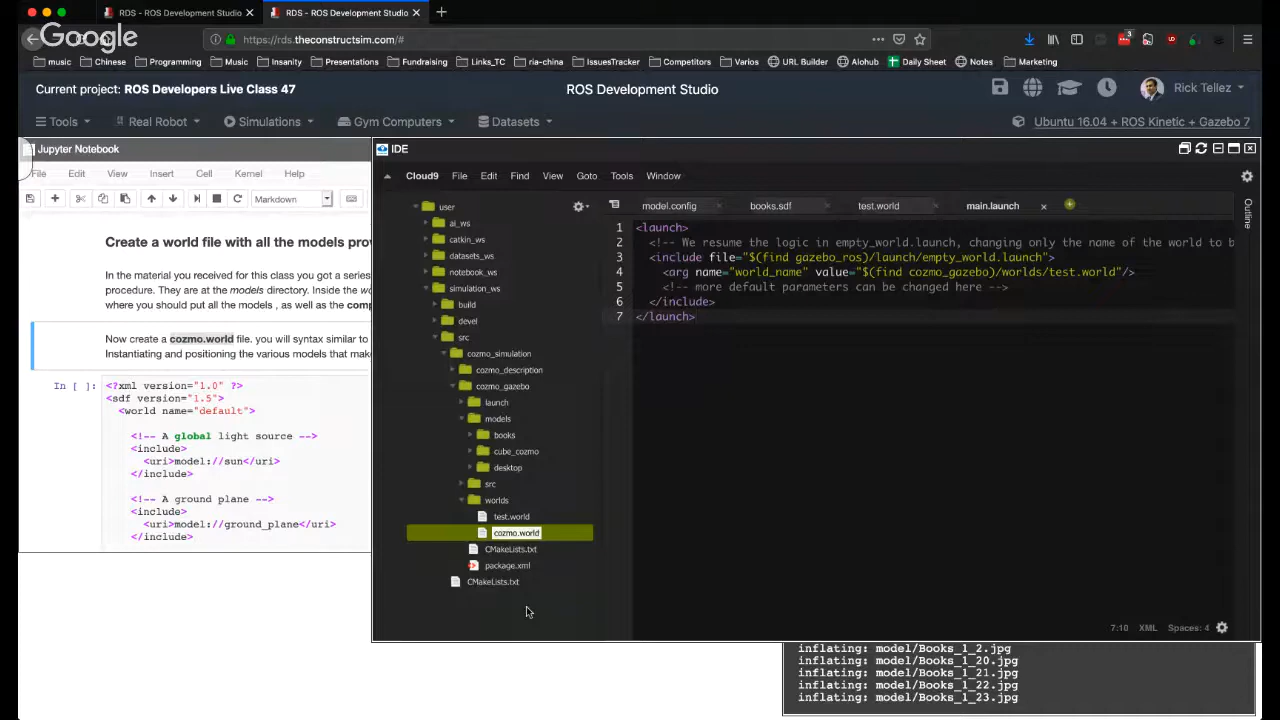 RDS - ROS Development Studio
RDS - ROS Development Studio
Google
https://rds.theconstructsim.com/#
3
music
Chinese
Programming
Music
Insanity
Presentations
Fundraising
Links_TC
ria-china
IssuesTracker
Competitors
Varios
URL Builder
Alohub
Daily Sheet
Notes
Marketing
Current project: ROS Developers Live Class 47
ROS Development Studio
Rick Tellez
Tools
Real Robot
Simulations
Gym Computers
Datasets
Ubuntu 16.04 + ROS Kinetic + Gazebo 7
Jupyter Notebook
File Edit View Insert Cell Kernel Help
Markdown
Create a world file with all the models pro
In the material you received for this class you got a series
procedure. They are at the models directory. Inside the wo
where you should put all the models , as well as the comp
Now create a cozmo.world file. you will syntax similar to
Instantiating and positioning the various models that mak
In [ ]:
<?xml version="1.0" ?>
<sdf version="1.5">
<world name="default">
<!-- A global light source -->
<include>
<uri>model://sun</uri>
</include>
<!-- A ground plane -->
<include>
<uri>model://ground_plane</uri>
</include>
IDE
Cloud9 File Edit Find View Goto Tools Window
user
ai_ws
catkin_ws
datasets_ws
notebook_ws
simulation_ws
build
devel
src
cozmo_simulation
cozmo_description
cozmo_gazebo
launch
models
books
cube_cozmo
desktop
src
worlds
test.world
cozmo.world
CMakeLists.txt
package.xml
CMakeLists.txt
model.config
books.sdf
test.world
main.launch
Outline
1 <launch>
2 <!-- We resume the logic in empty_world.launch, changing only the name of the world to b
3 <include file="$(find gazebo_ros)/launch/empty_world.launch">
4 <arg name="world_name" value="$(find cozmo_gazebo)/worlds/test.world"/>
5 <!-- more default parameters can be changed here -->
6 </include>
7 </launch>
7:10 XML Spaces: 4
inflating: model/Books_1_2.jpg
inflating: model/Books_1_20.jpg
inflating: model/Books_1_21.jpg
inflating: model/Books_1_22.jpg
inflating: model/Books_1_23.jpg